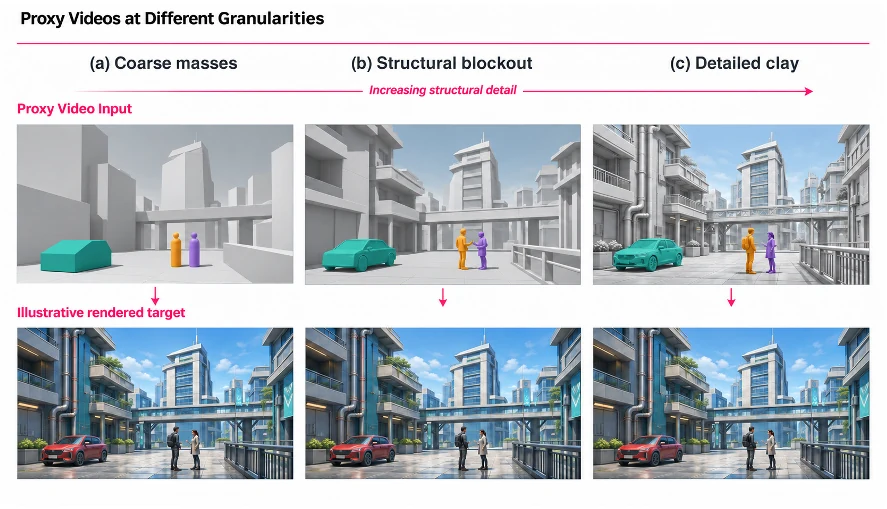 Proxy Videos at Different Granularities
(a) Coarse masses
(b) Structural blockout
(c) Detailed clay
Increasing structural detail
Proxy Video Input
Illustrative rendered target